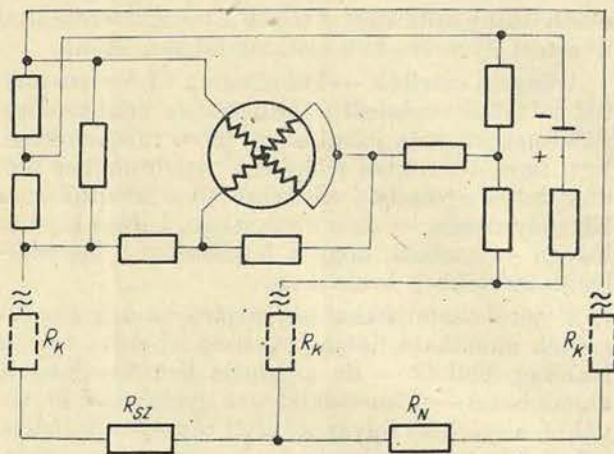 −
+
≈ ≈ ≈
R_K R_K R_K
R_SZ R_N